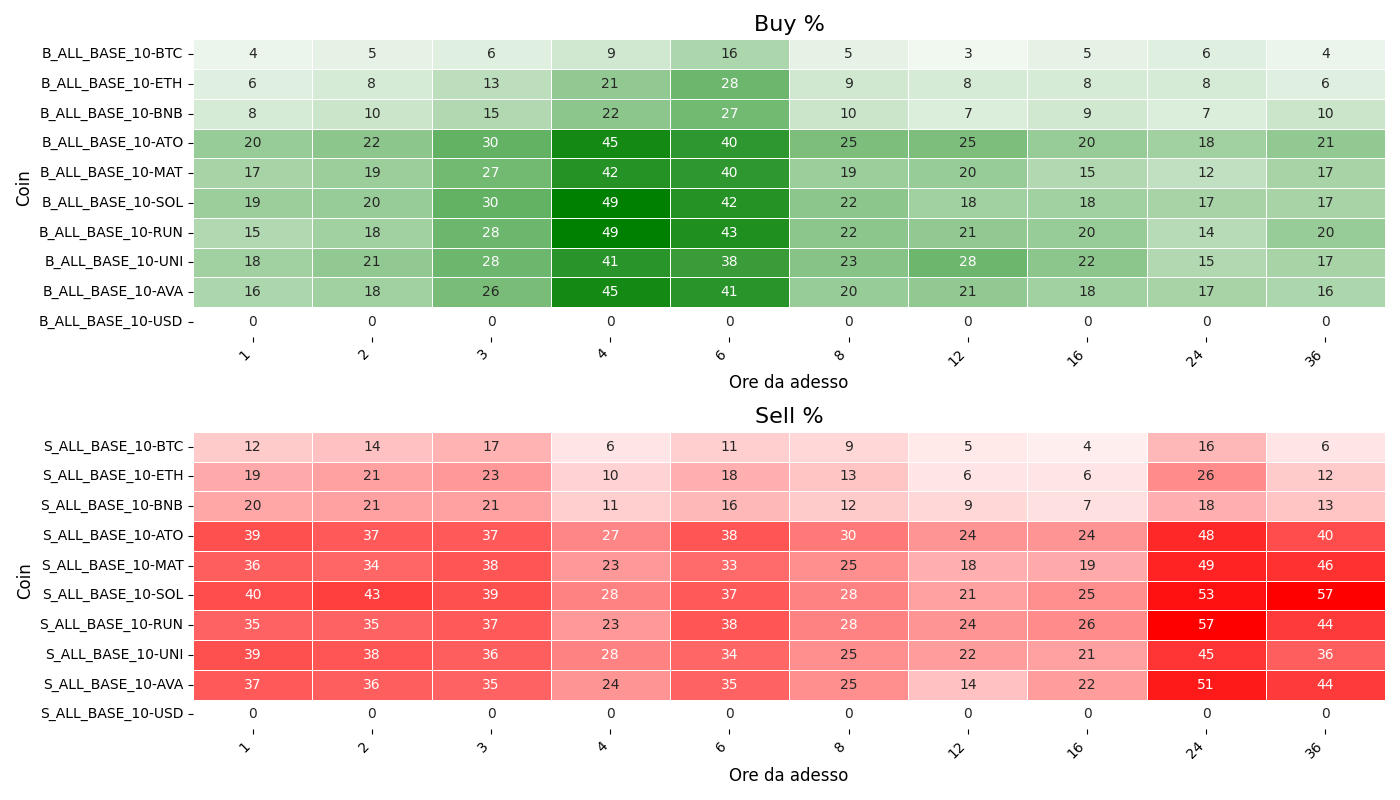 Buy %
Coin
B_ALL_BASE_10-BTC 4 5 6 9 16 5 3 5 6 4
B_ALL_BASE_10-ETH 6 8 13 21 28 9 8 8 8 6
B_ALL_BASE_10-BNB 8 10 15 22 27 10 7 9 7 10
B_ALL_BASE_10-ATO 20 22 30 45 40 25 25 20 18 21
B_ALL_BASE_10-MAT 17 19 27 42 40 19 20 15 12 17
B_ALL_BASE_10-SOL 19 20 30 49 42 22 18 18 17 17
B_ALL_BASE_10-RUN 15 18 28 49 43 22 21 20 14 20
B_ALL_BASE_10-UNI 18 21 28 41 38 23 28 22 15 17
B_ALL_BASE_10-AVA 16 18 26 45 41 20 21 18 17 16
B_ALL_BASE_10-USD 0 0 0 0 0 0 0 0 0 0
1 2 3 4 6 8 12 16 24 36
Ore da adesso
Sell %
Coin
S_ALL_BASE_10-BTC 12 14 17 6 11 9 5 4 16 6
S_ALL_BASE_10-ETH 19 21 23 10 18 13 6 6 26 12
S_ALL_BASE_10-BNB 20 21 21 11 16 12 9 7 18 13
S_ALL_BASE_10-ATO 39 37 37 27 38 30 24 24 48 40
S_ALL_BASE_10-MAT 36 34 38 23 33 25 18 19 49 46
S_ALL_BASE_10-SOL 40 43 39 28 37 28 21 25 53 57
S_ALL_BASE_10-RUN 35 35 37 23 38 28 24 26 57 44
S_ALL_BASE_10-UNI 39 38 36 28 34 25 22 21 45 36
S_ALL_BASE_10-AVA 37 36 35 24 35 25 14 22 51 44
S_ALL_BASE_10-USD 0 0 0 0 0 0 0 0 0 0
1 2 3 4 6 8 12 16 24 36
Ore da adesso